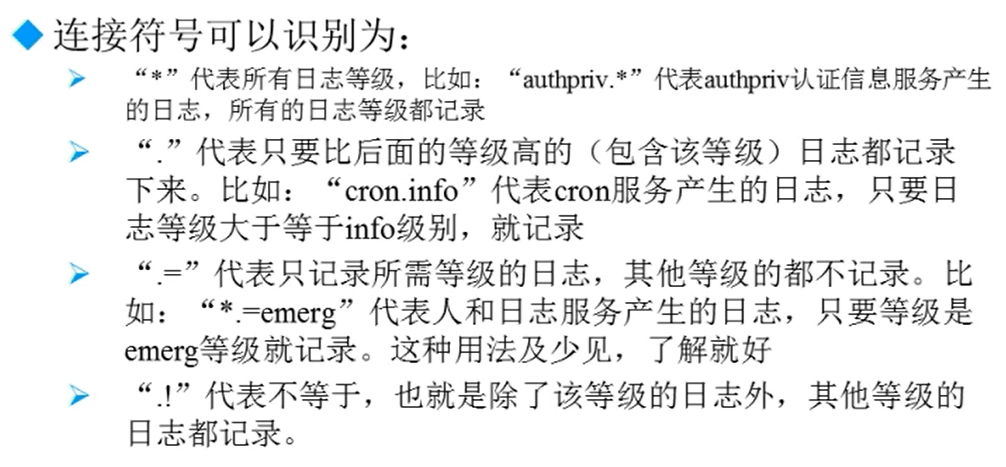 连接符号可以识别为：
“*”代表所有日志等级，比如：“authpriv.*”代表authpriv认证信息服务产生
的日志，所有的日志等级都记录
“.”代表只要比后面的等级高的（包含该等级）日志都记录
下来。比如：“cron.info”代表cron服务产生的日志，只要日
志等级大于等于info级别，就记录
“.=”代表只记录所需等级的日志，其他等级的都不记录。比
如：“*.=emerg”代表人和日志服务产生的日志，只要等级是
emerg等级就记录。这种用法及少见，了解就好
“.!”代表不等于，也就是除了该等级的日志外，其他等级的
日志都记录。